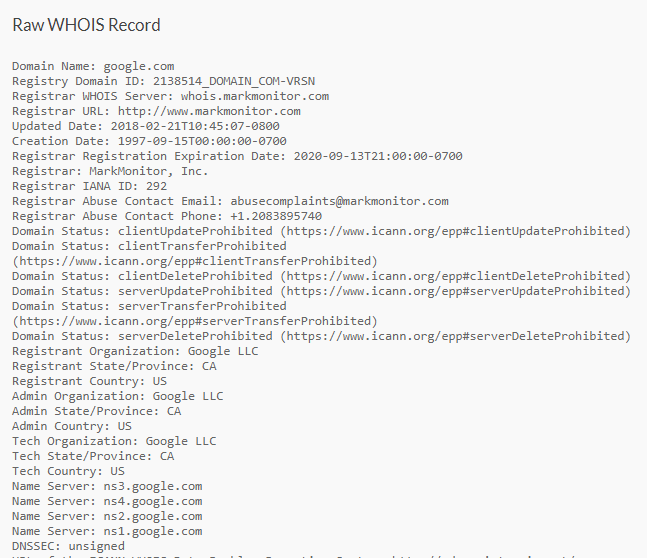 Raw WHOIS Record
Domain Name: google.com
Registry Domain ID: 2138514_DOMAIN_COM-VRSN
Registrar WHOIS Server: whois.markmonitor.com
Registrar URL: http://www.markmonitor.com
Updated Date: 2018-02-21T10:45:07-0800
Creation Date: 1997-09-15T00:00:00-0700
Registrar Registration Expiration Date: 2020-09-13T21:00:00-0700
Registrar: MarkMonitor, Inc.
Registrar IANA ID: 292
Registrar Abuse Contact Email: abusecomplaints@markmonitor.com
Registrar Abuse Contact Phone: +1.2083895740
Domain Status: clientUpdateProhibited (https://www.icann.org/epp#clientUpdateProhibited)
Domain Status: clientTransferProhibited
(https://www.icann.org/epp#clientTransferProhibited)
Domain Status: clientDeleteProhibited (https://www.icann.org/epp#clientDeleteProhibited)
Domain Status: serverUpdateProhibited (https://www.icann.org/epp#serverUpdateProhibited)
Domain Status: serverTransferProhibited
(https://www.icann.org/epp#serverTransferProhibited)
Domain Status: serverDeleteProhibited (https://www.icann.org/epp#serverDeleteProhibited)
Registrant Organization: Google LLC
Registrant State/Province: CA
Registrant Country: US
Admin Organization: Google LLC
Admin State/Province: CA
Admin Country: US
Tech Organization: Google LLC
Tech State/Province: CA
Tech Country: US
Name Server: ns3.google.com
Name Server: ns4.google.com
Name Server: ns2.google.com
Name Server: ns1.google.com
DNSSEC: unsigned